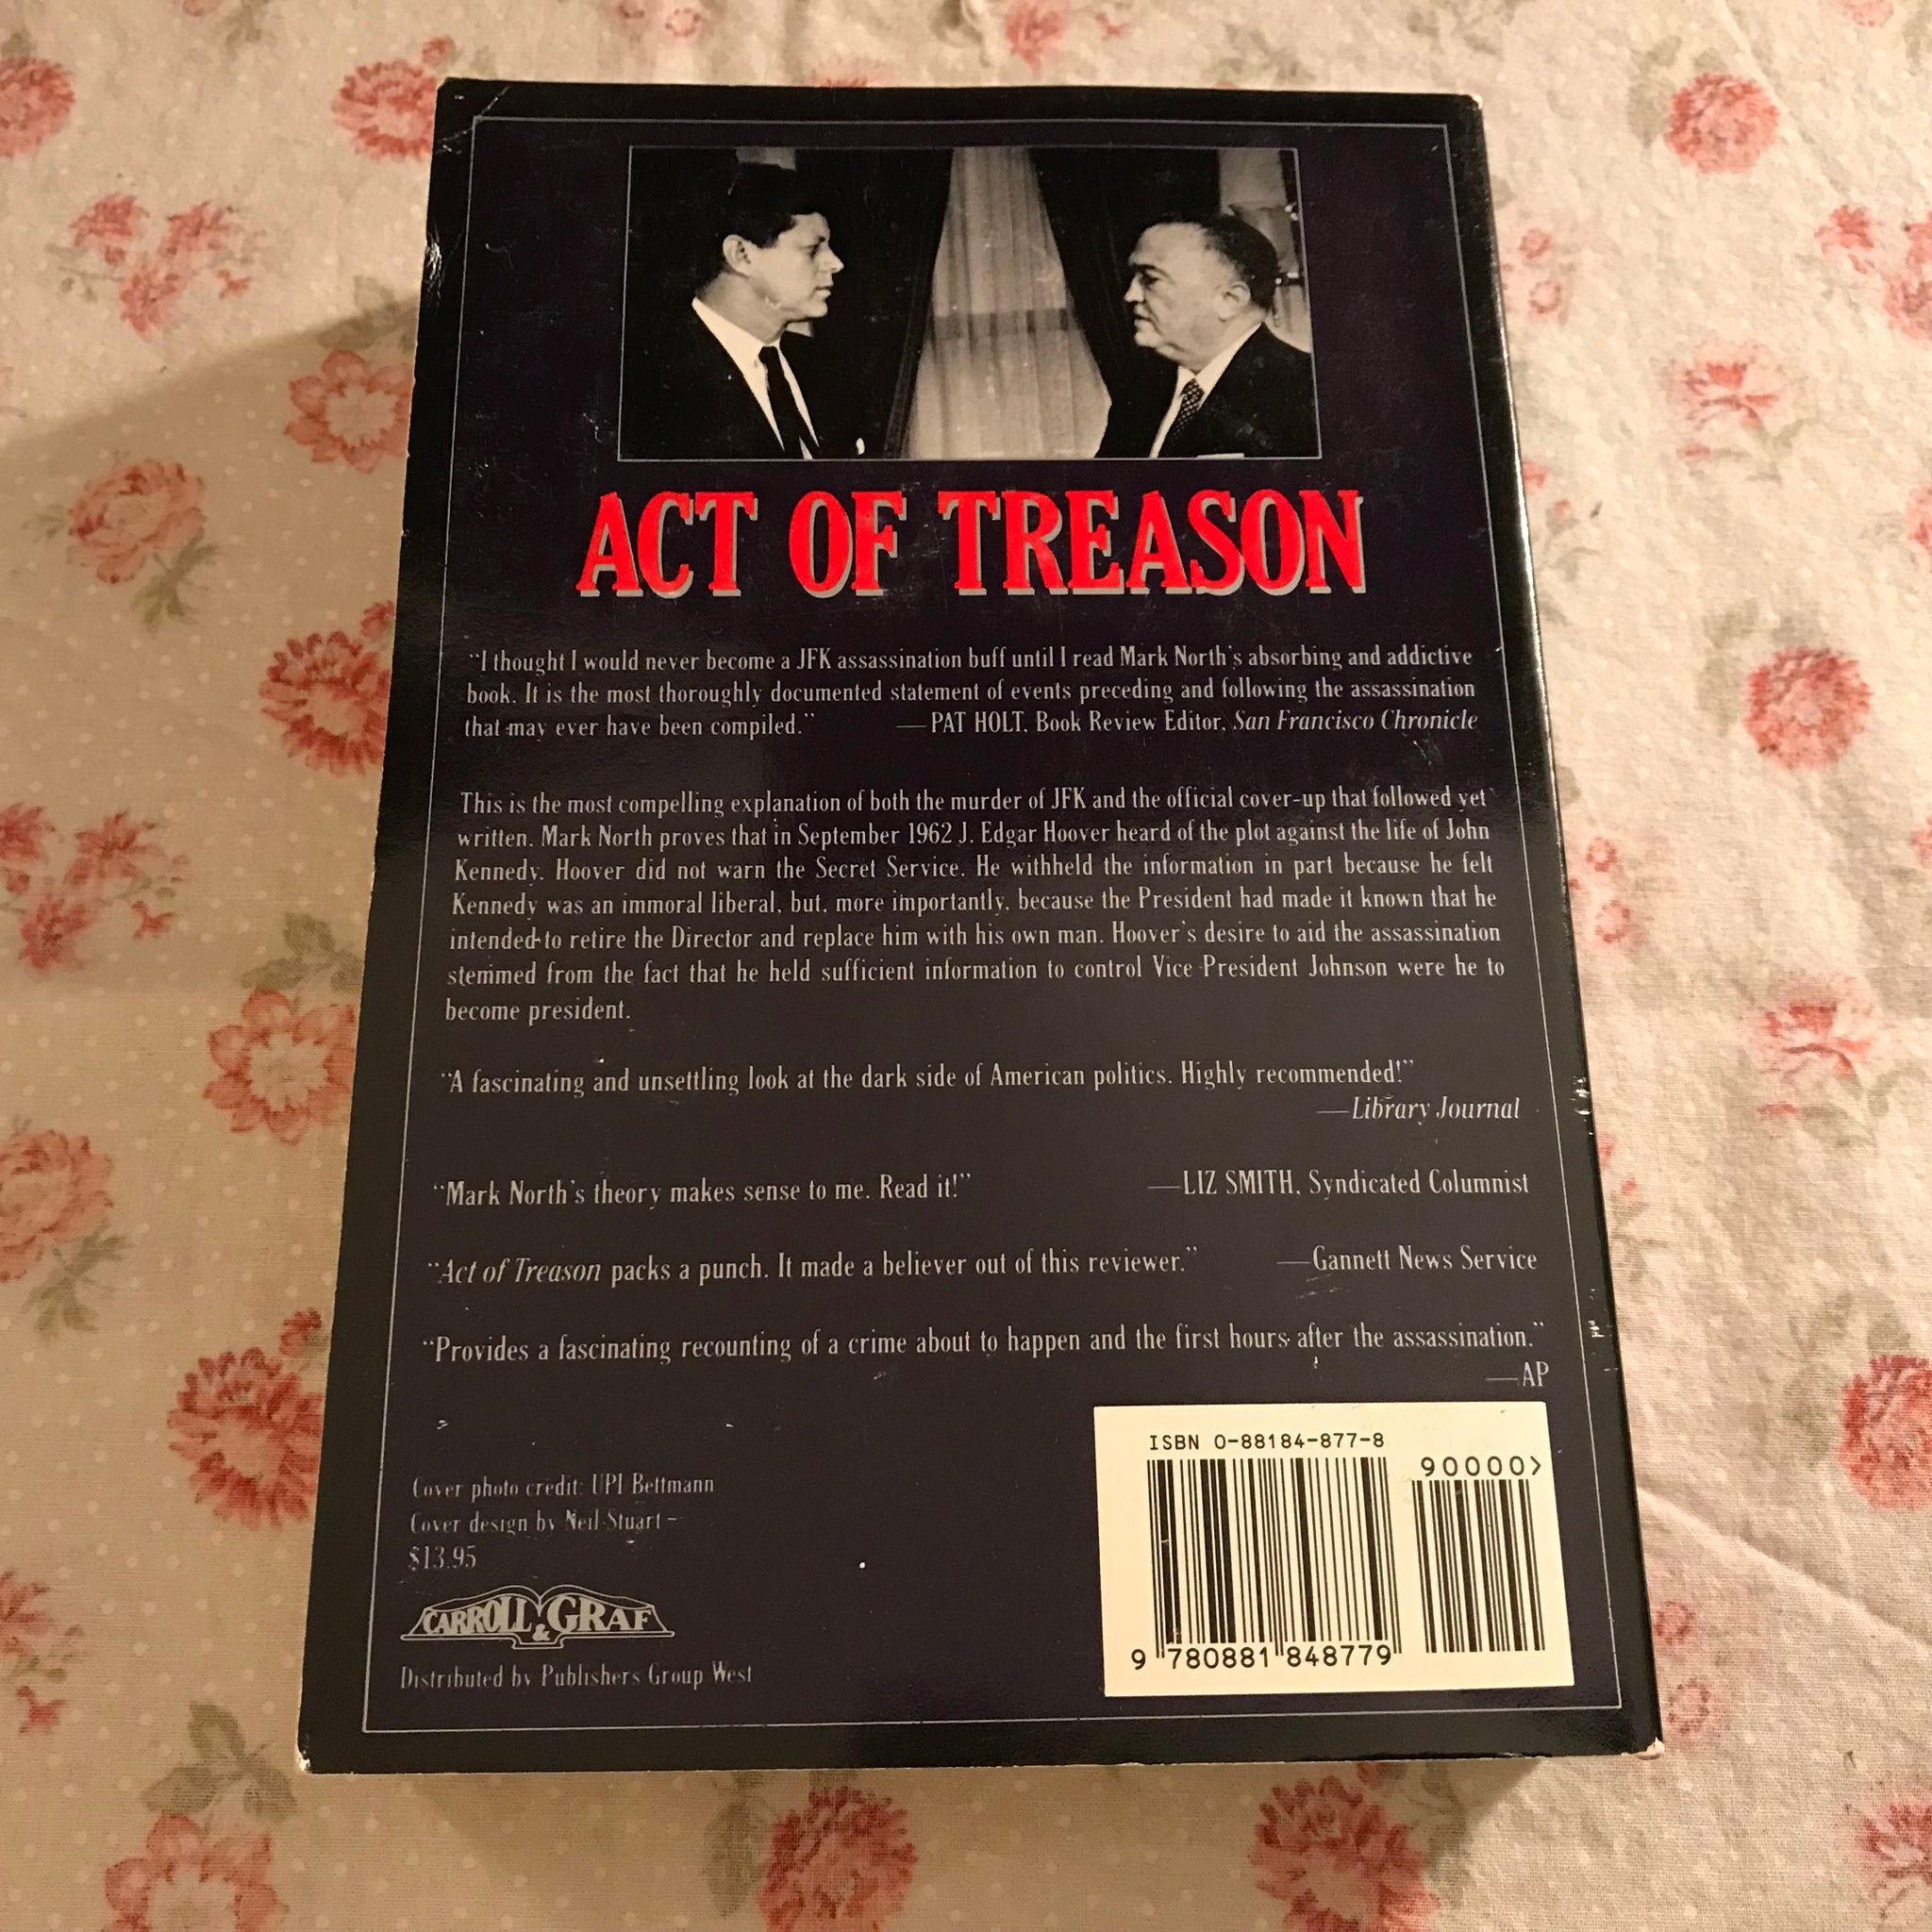 ACT OF TREASON
“I thought I would never become a JFK assassination buff until I read Mark North's absorbing and addictive
book. It is the most thoroughly documented statement of events preceding and following the assassination
that may ever have been compiled.” —PAT HOLT, Book Review Editor, San Francisco Chronicle
This is the most compelling explanation of both the murder of JFK and the official cover-up that followed yet
written. Mark North proves that in September 1962 J. Edgar Hoover heard of the plot against the life of John
Kennedy. Hoover did not warn the Secret Service. He withheld the information in part because he felt
Kennedy was an immoral liberal, but, more importantly, because the President had made it known that he
intended to retire the Director and replace him with his own man. Hoover's desire to aid the assassination
stemmed from the fact that he held sufficient information to control Vice President Johnson were he to
become president.
“A fascinating and unsettling look at the dark side of American politics. Highly recommended!”
—Library Journal
“Mark North's theory makes sense to me. Read it!” —LIZ SMITH, Syndicated Columnist
“Act of Treason packs a punch. It made a believer out of this reviewer.” —Gannett News Service
“Provides a fascinating recounting of a crime about to happen and the first hours after the assassination.”
—AP
Cover photo credit: UPI Bettmann
Cover design by Neil Stuart
$13.95
CARROLL & GRAF
Distributed by Publishers Group West
ISBN 0-88184-877-8
90000>
9 780881 848779